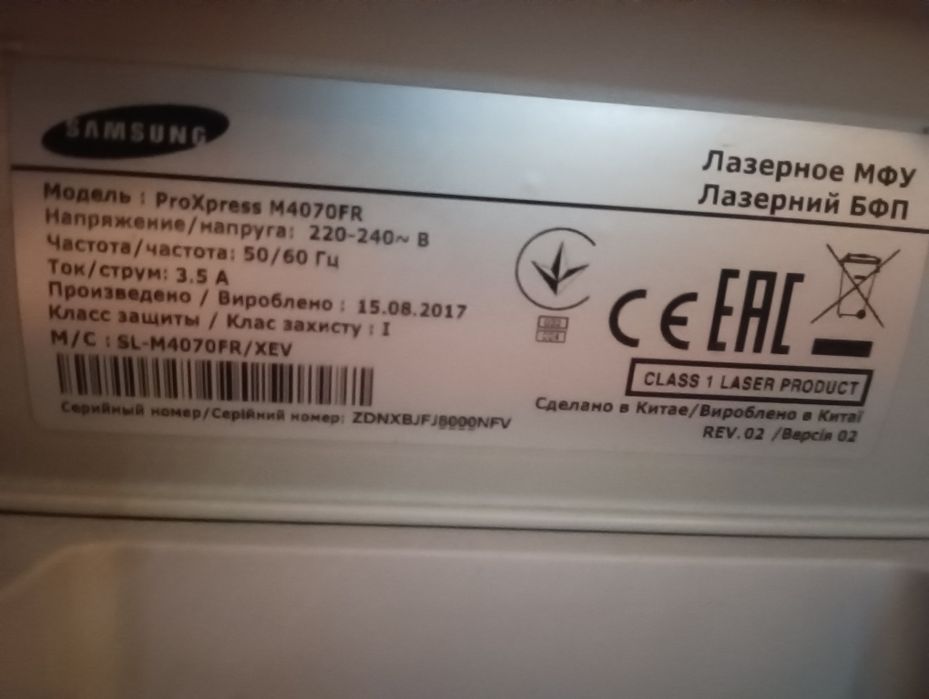 SAMSUNG
Лазерное МФУ
Лазерний БФП
Модель : ProXpress M4070FR
Напряжение/напруга: 220-240~ В
Частота/частота: 50/60 Гц
Ток/струм: 3.5 А
Произведено / Вироблено : 15.08.2017
Класс защиты / Клас захисту : I
M/C : SL-M4070FR/XEV
Серийный номер/Серійний номер: ZDNXBJFJ8000NFV
CE EAC
CLASS 1 LASER PRODUCT
Сделано в Китае/Вироблено в Китаї
REV. 02 /Версія 02